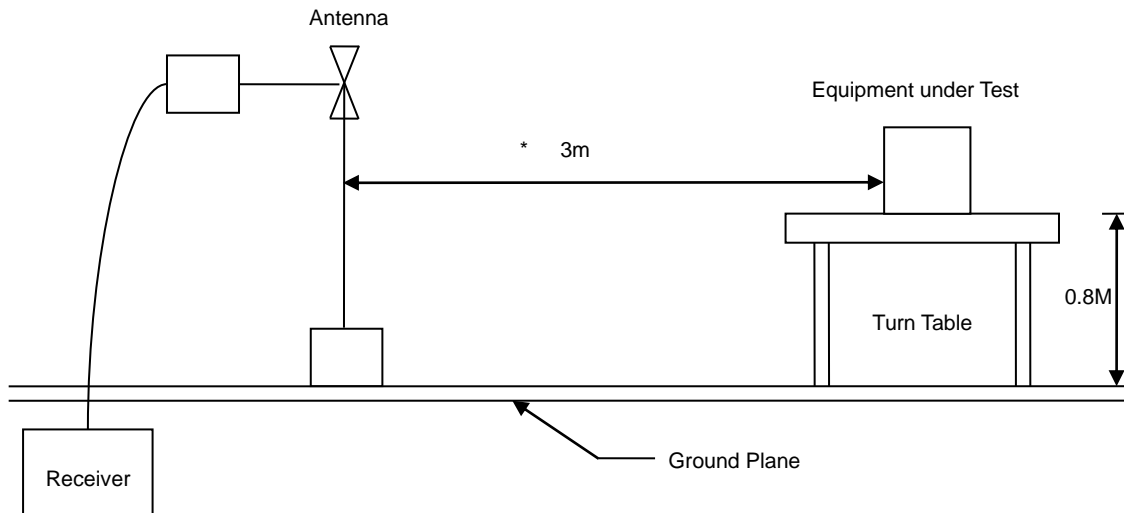 Antenna
Equipment under Test
* 3m
0.8M
Turn Table
Ground Plane
Receiver